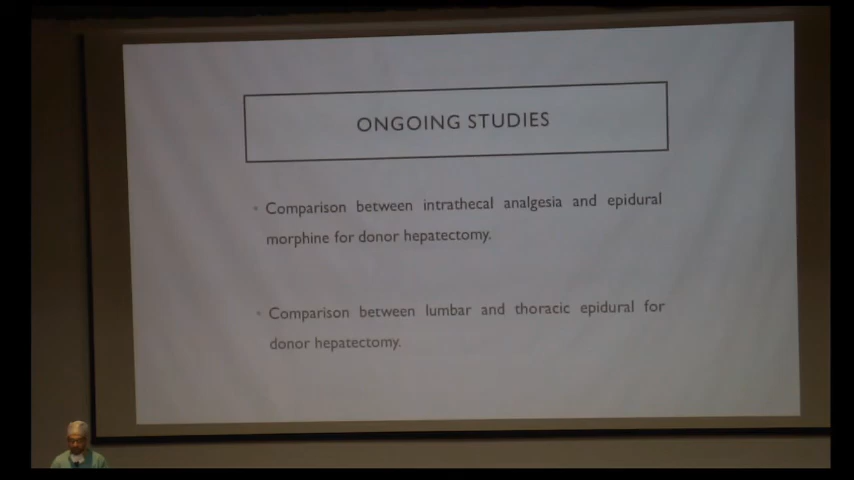 ONGOING STUDIES
Comparison between intrathecal analgesia and epidural
morphine for donor hepatectomy.
Comparison between lumbar and thoracic epidural for
donor hepatectomy.